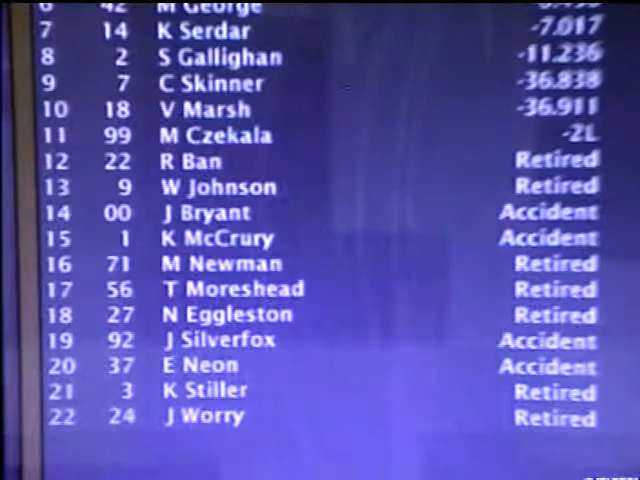 6 42 M George
7 14 K Serdar -7.017
8 2 S Gallighan -11.236
9 7 C Skinner -36.838
10 18 V Marsh -36.911
11 99 M Czekala -2L
12 22 R Ban Retired
13 9 W Johnson Retired
14 00 J Bryant Accident
15 1 K McCrury Accident
16 71 M Newman Retired
17 56 T Moreshead Retired
18 27 N Eggleston Retired
19 92 J Silverfox Accident
20 37 E Neon Accident
21 3 K Stiller Retired
22 24 J Worry Retired